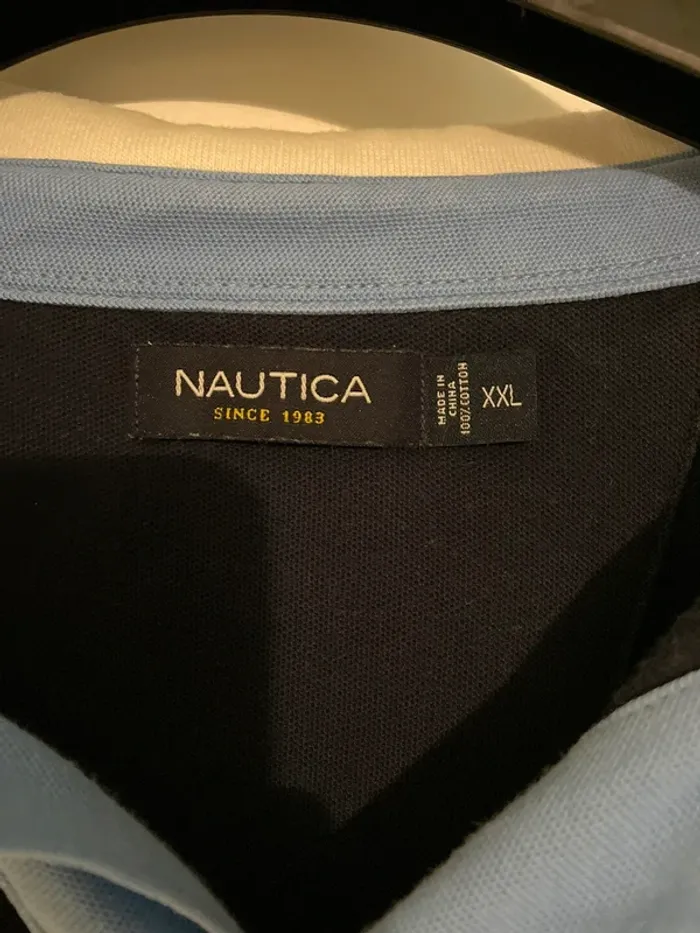 NAUTICA
SINCE 1983
MADE IN
CHINA
100% COTTON
XXL